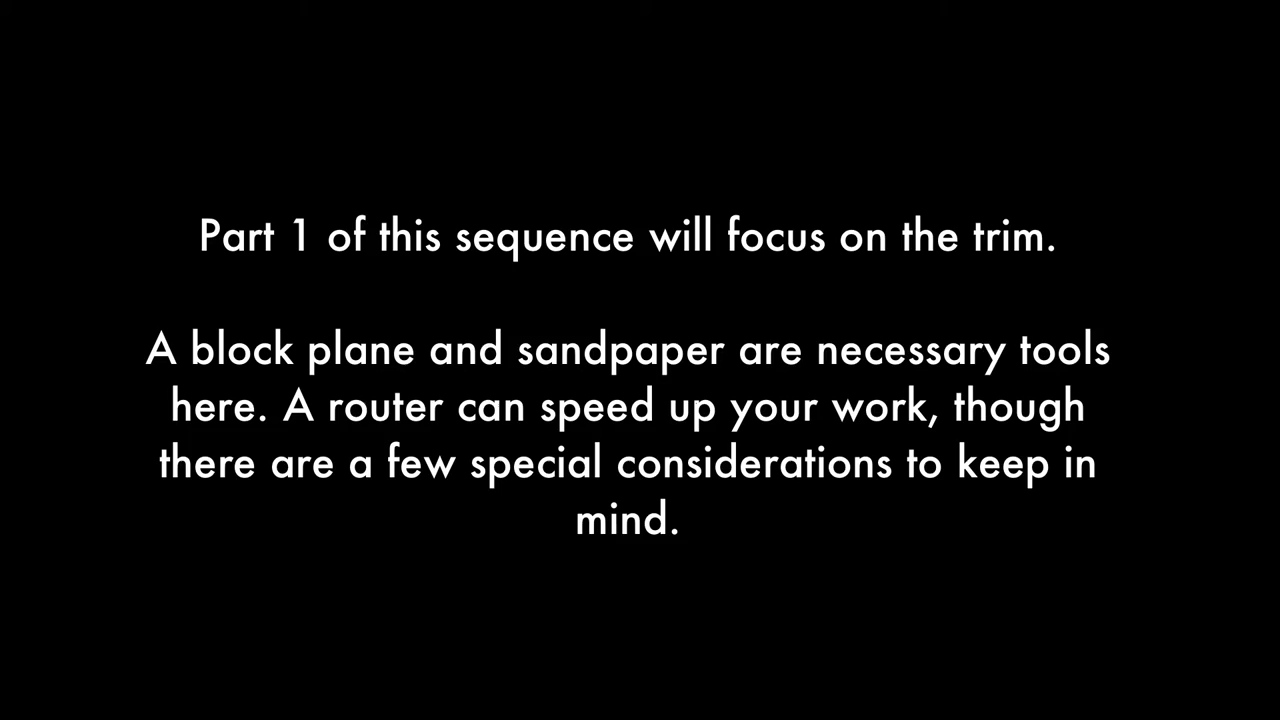 Part 1 of this sequence will focus on the trim.
A block plane and sandpaper are necessary tools
here. A router can speed up your work, though
there are a few special considerations to keep in
mind.